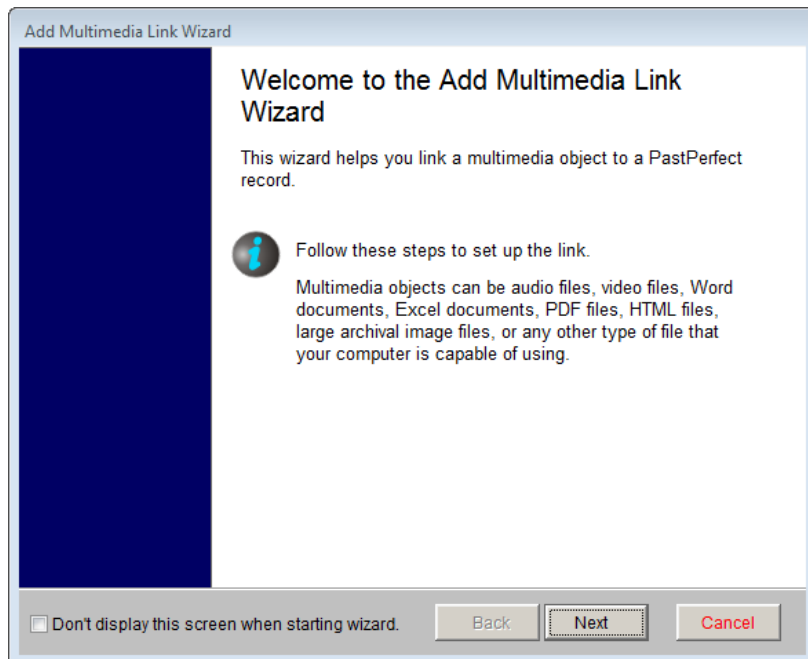 Add Multimedia Link Wizard
Welcome to the Add Multimedia Link
Wizard
This wizard helps you link a multimedia object to a PastPerfect
record.
Follow these steps to set up the link.
Multimedia objects can be audio files, video files, Word
documents, Excel documents, PDF files, HTML files,
large archival image files, or any other type of file that
your computer is capable of using.
Don't display this screen when starting wizard.
Back
Next
Cancel